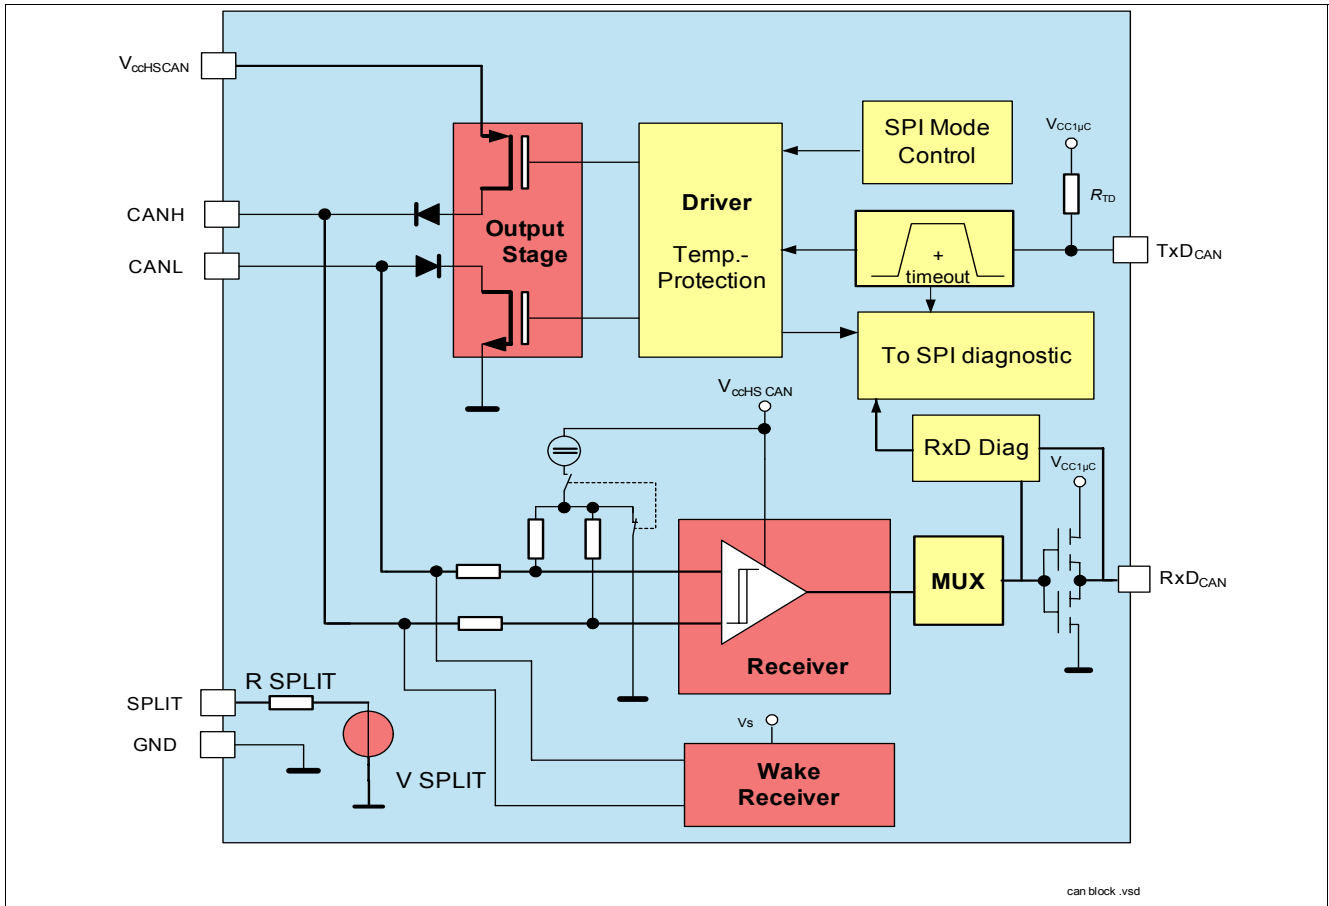 VccHSCAN
SPI Mode
Control
VCC1µC
RTD
CANH
Driver
Output
Stage
CANL
Temp.-
Protection
+
timeout
TxDCAN
To SPI diagnostic
VccHS CAN
RxD Diag
VCC1µC
MUX
RxDCAN
Receiver
R SPLIT
SPLIT
GND
V SPLIT
Vs
Wake
Receiver
can block .vsd